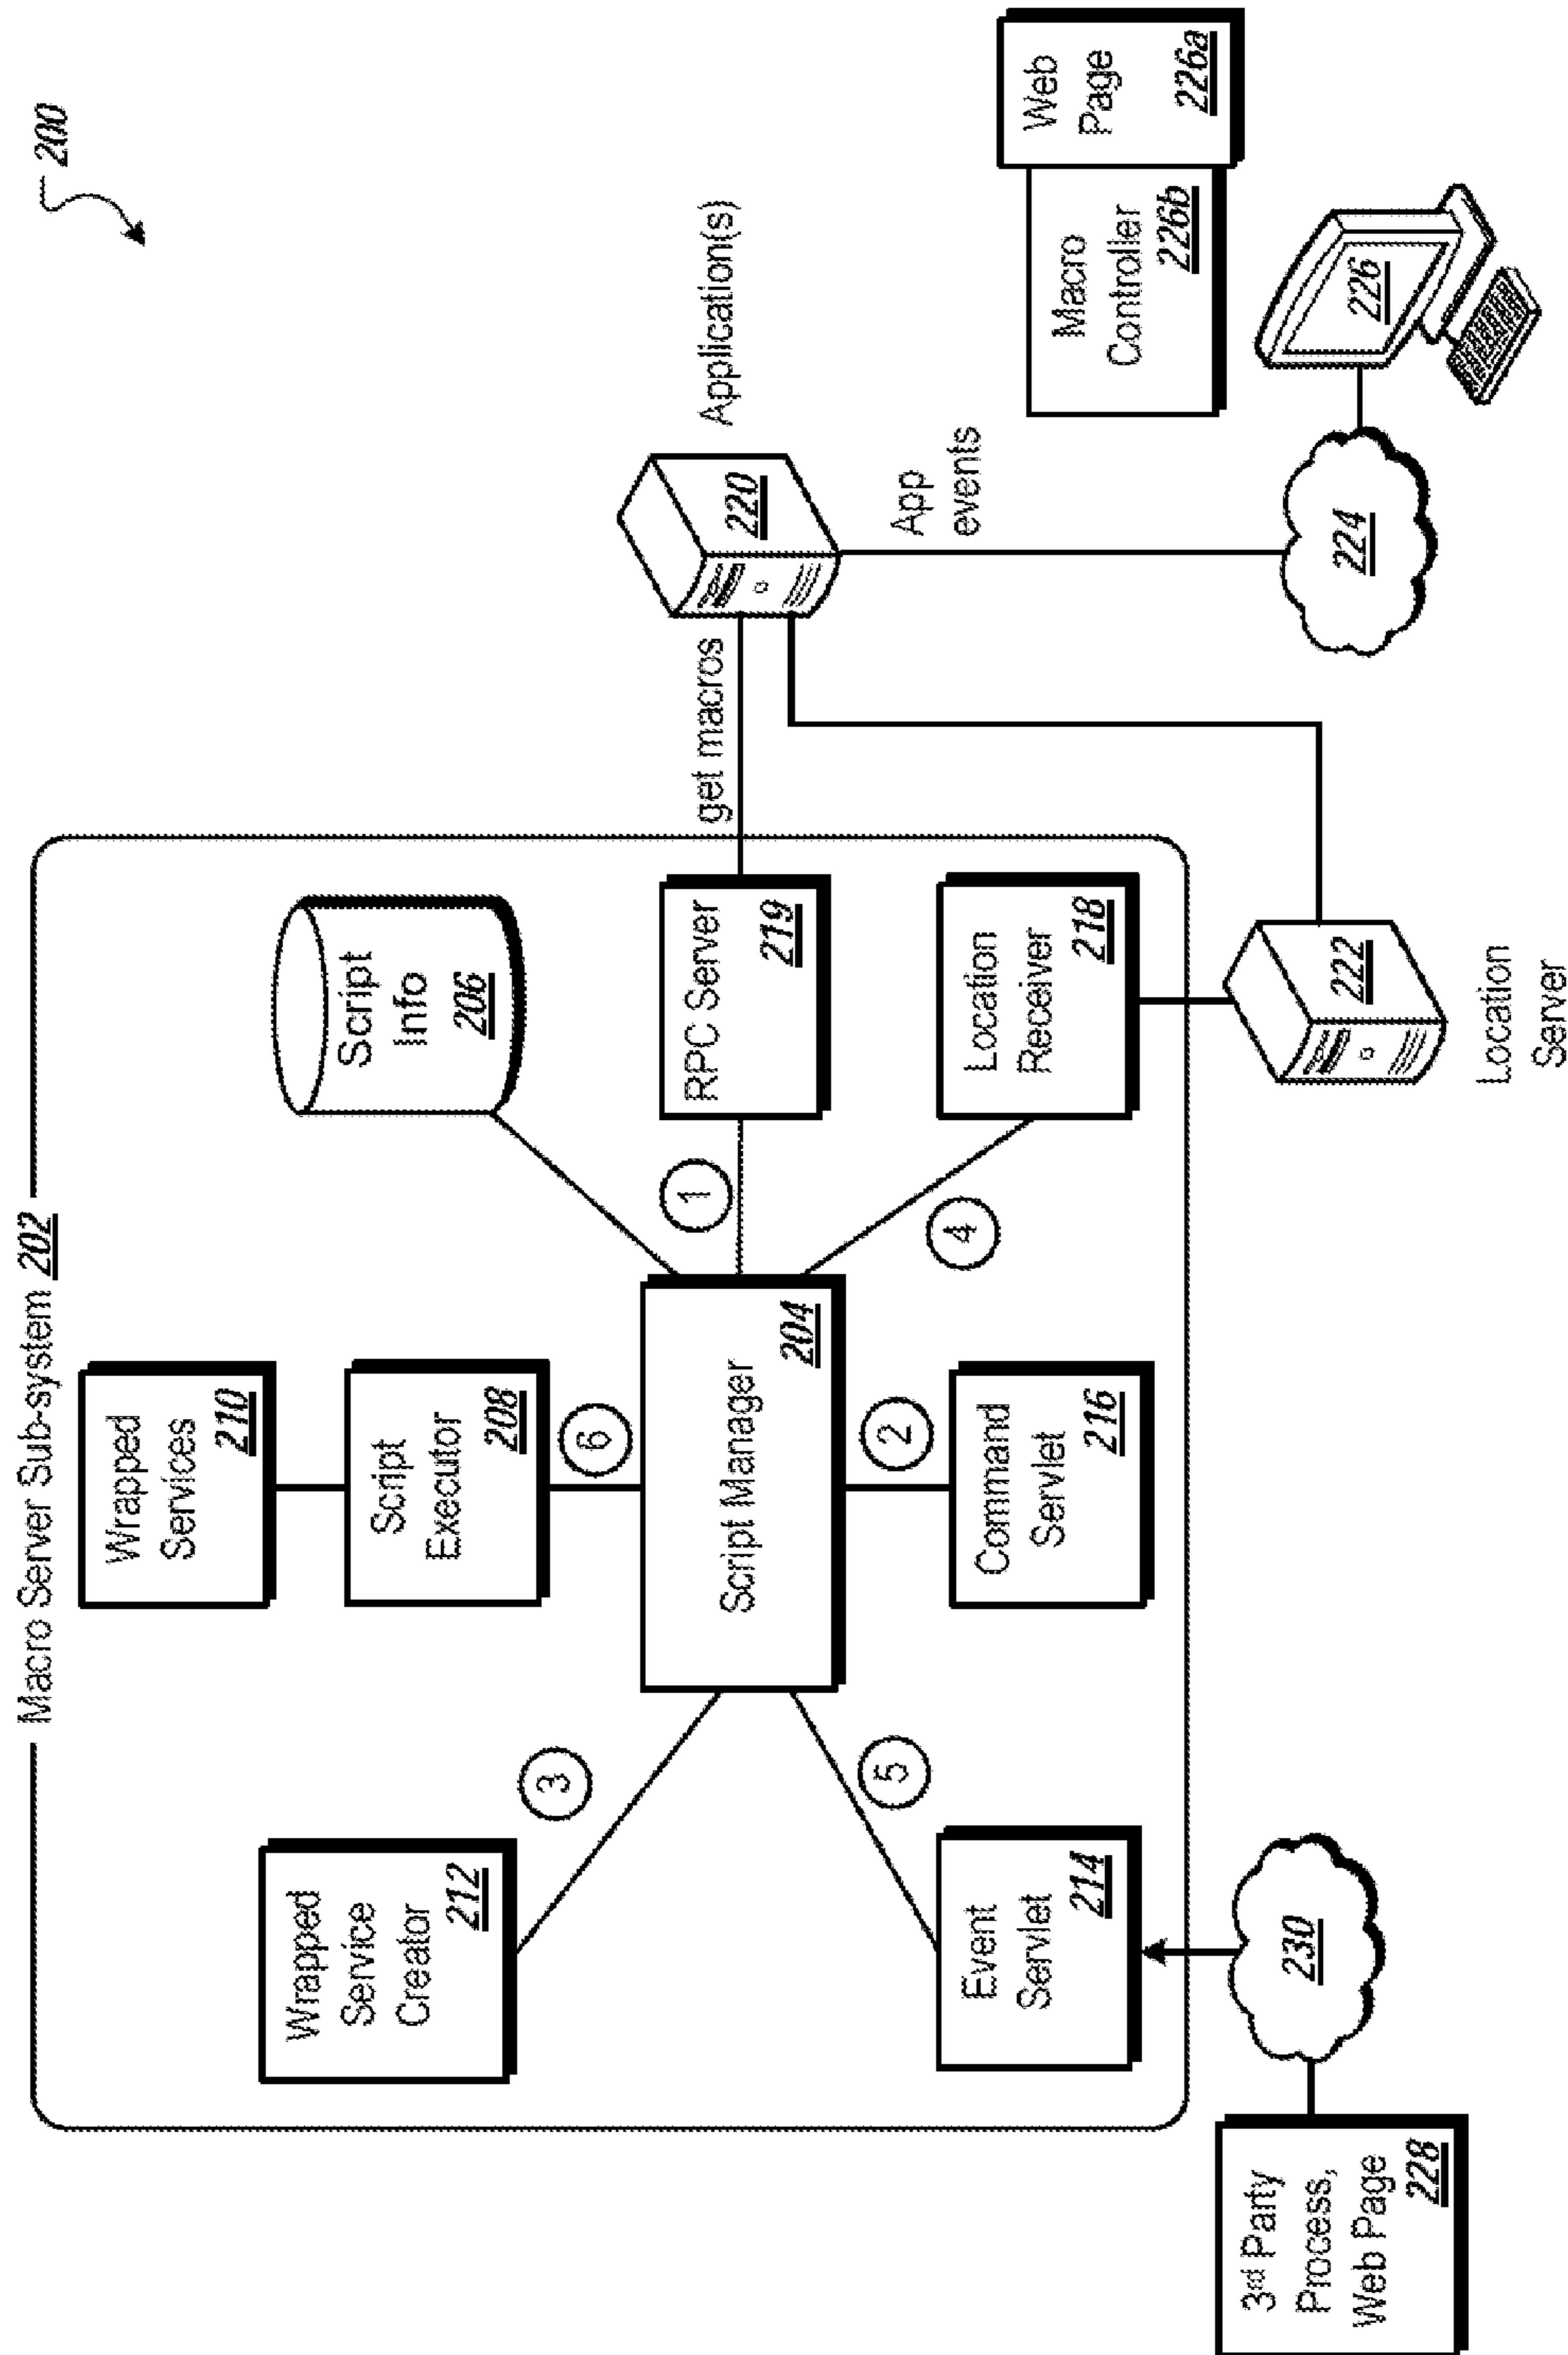 200
Macro Server Sub-system 202
Wrapped
Services
210
Wrapped
Service
Creator
212
Script
Executor
208
Script
Info
206
3
6
1
Script Manager
204
RPC Server
219
get macros
220
Application(s)
5
2
4
Event
Servlet
214
Command
Servlet
216
Location
Receiver
218
App
events
Macro
Controller
226b
Web
Page
226a
3rd Party
Process,
Web Page
228
230
222
Location
Server
224
226